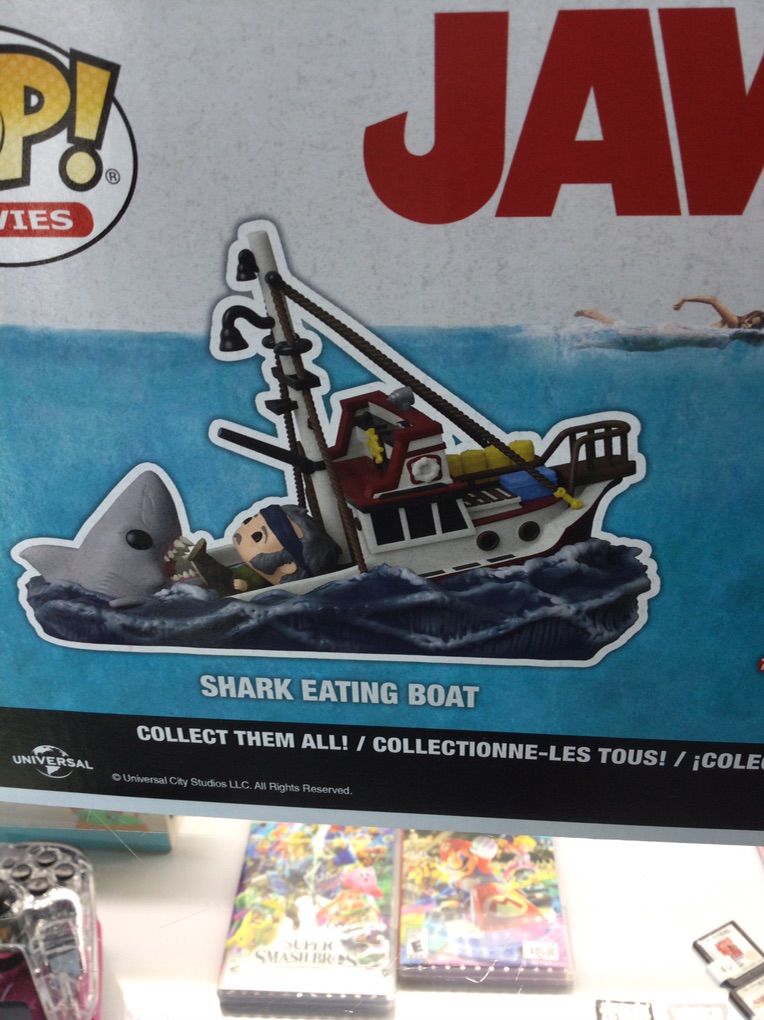 JAW
P!
®
VIES
SHARK EATING BOAT
COLLECT THEM ALL! / COLLECTIONNE-LES TOUS! / ¡COLE
UNIVERSAL
© Universal City Studios LLC. All Rights Reserved.
SUPER
SMASH BROS
E